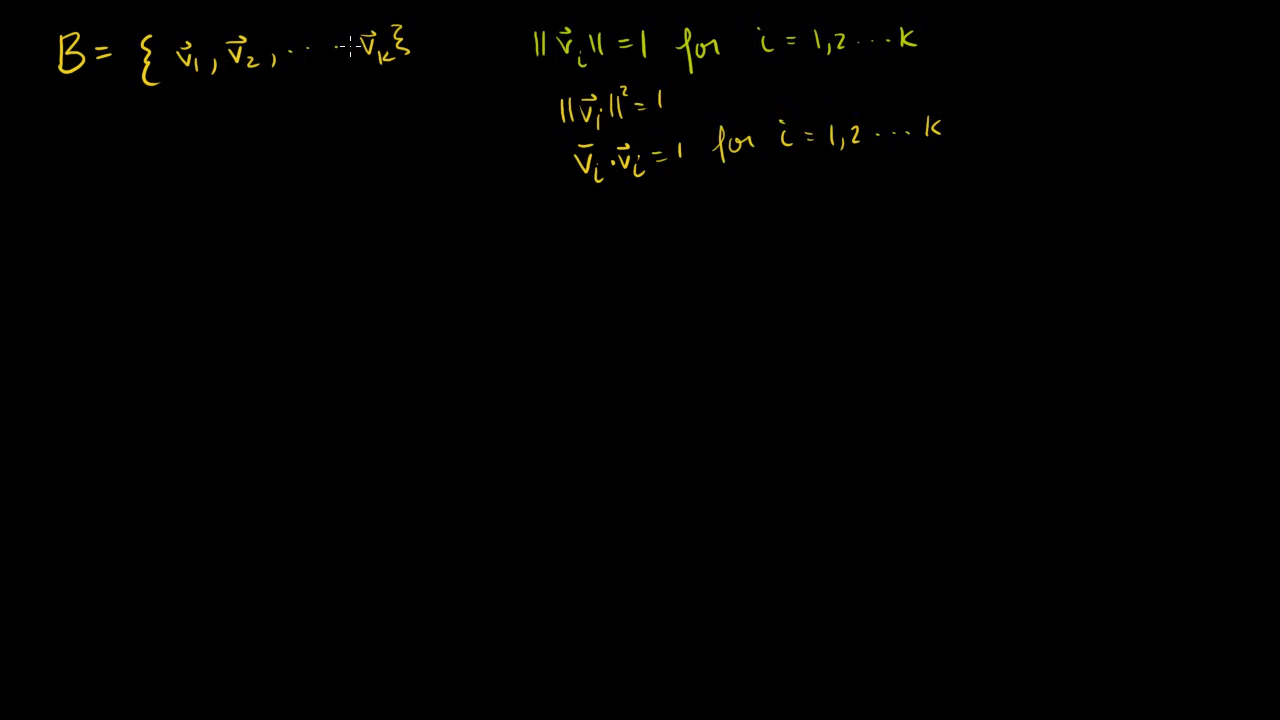 B = { v⃗₁, v⃗₂, ... v⃗ₖ} ||v⃗ᵢ|| = 1 for i = 1,2 ... k
||v⃗ᵢ||² = 1
v⃗ᵢ · v⃗ᵢ = 1 for i = 1,2 ... k